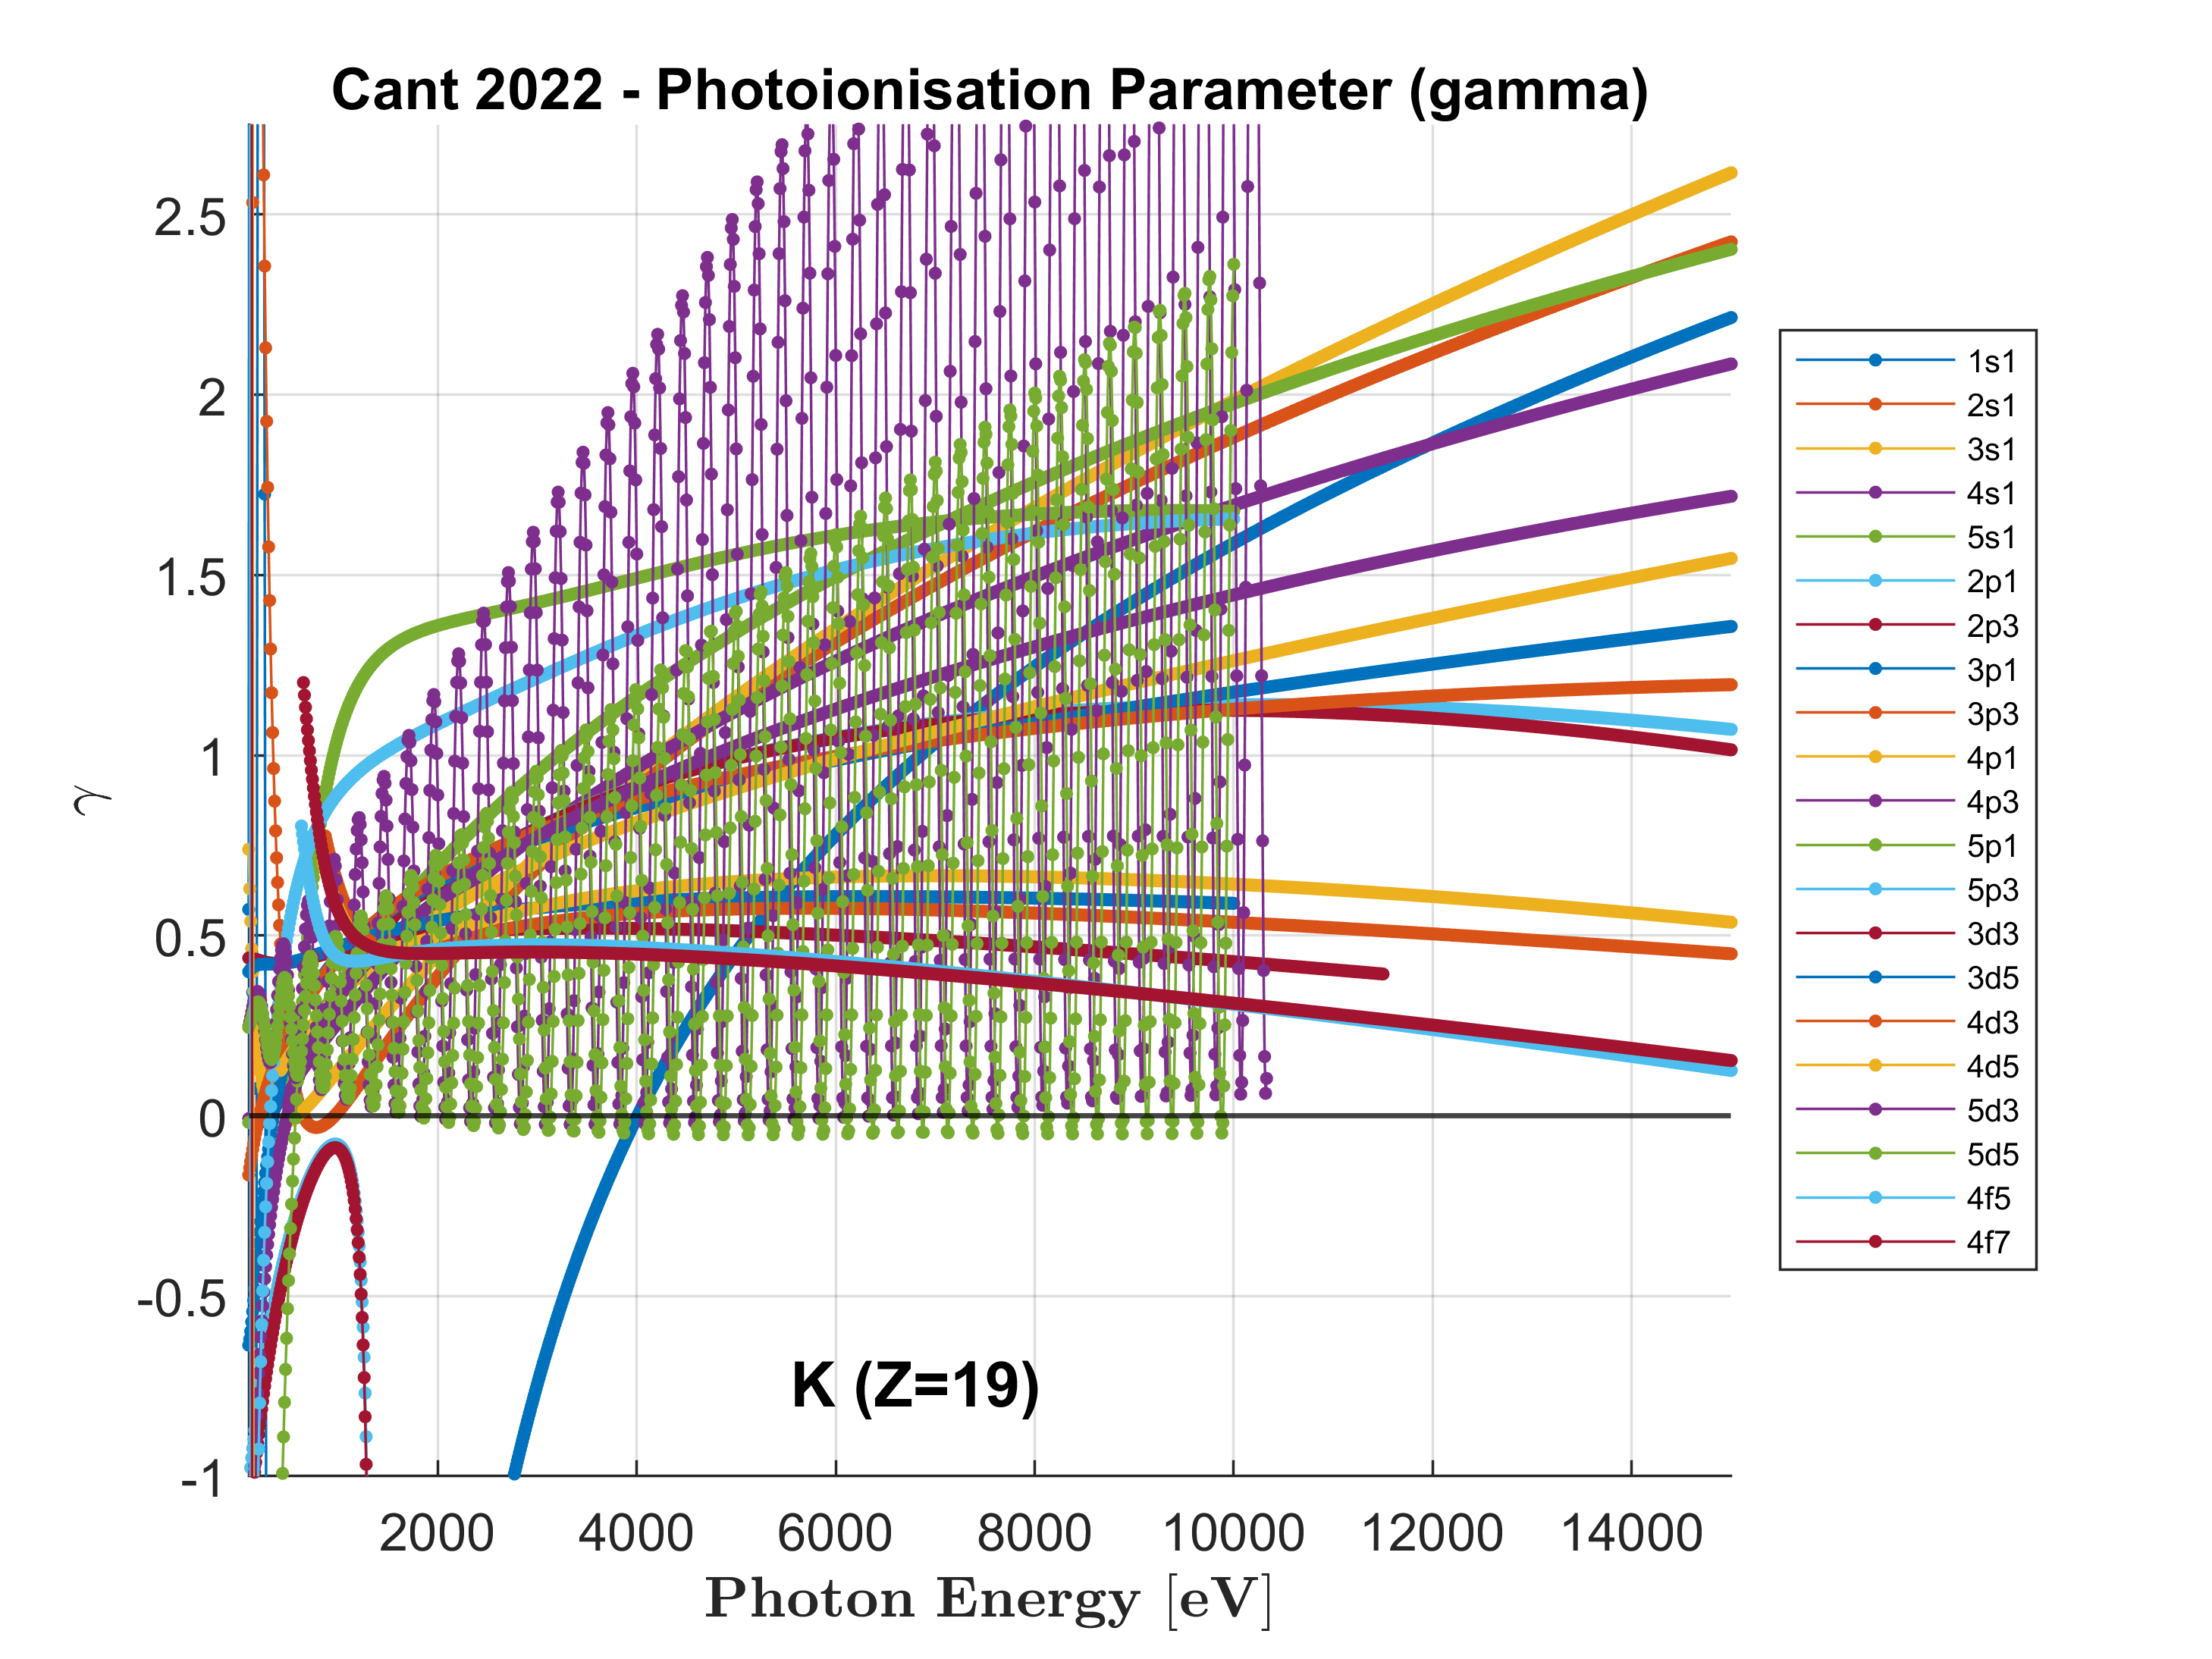 Cant 2022 - Photoionisation Parameter (gamma)
2.5
2
1.5
1
0.5
0
-0.5
-1
γ
K (Z=19)
2000 4000 6000 8000 10000 12000 14000
Photon Energy [eV]
1s1
2s1
3s1
4s1
5s1
2p1
2p3
3p1
3p3
4p1
4p3
5p1
5p3
3d3
3d5
4d3
4d5
5d3
5d5
4f5
4f7